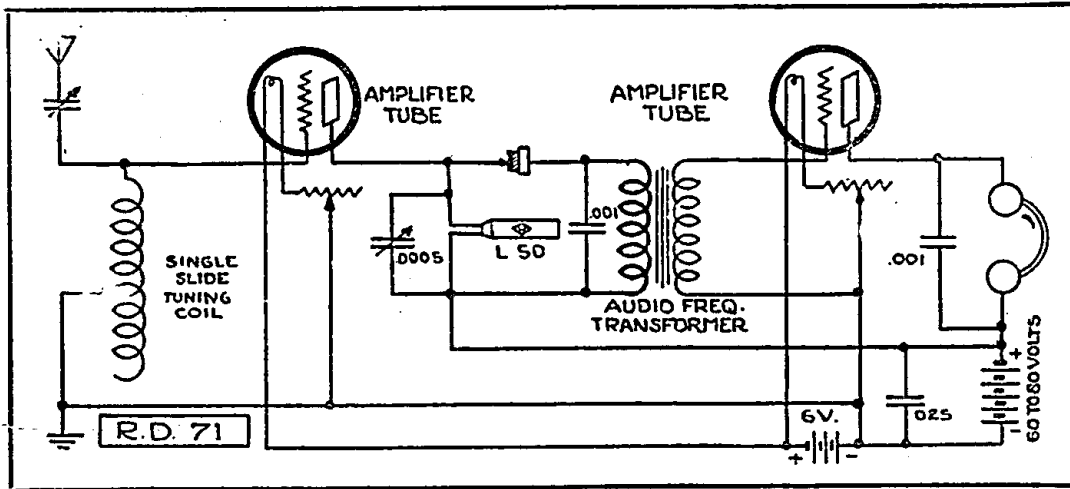 AMPLIFIER
TUBE
AMPLIFIER
TUBE
.001
.0005
L 50
SINGLE
SLIDE
TUNING
COIL
.001
AUDIO FREQ.
TRANSFORMER
+
60 TO 80 VOLTS
-
.025
6V.
+ -
R.D. 71